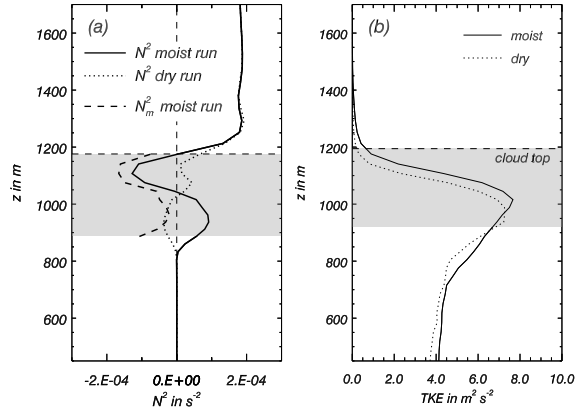 (a)
N² moist run
N² dry run
N²m moist run
z in m
1600
1400
1200
1000
800
600
-2.E-04
0.E+00
2.E-04
N² in s⁻²
(b)
moist
dry
cloud top
z in m
1600
1400
1200
1000
800
600
0.0
2.0
4.0
6.0
8.0
10.0
TKE in m² s⁻²